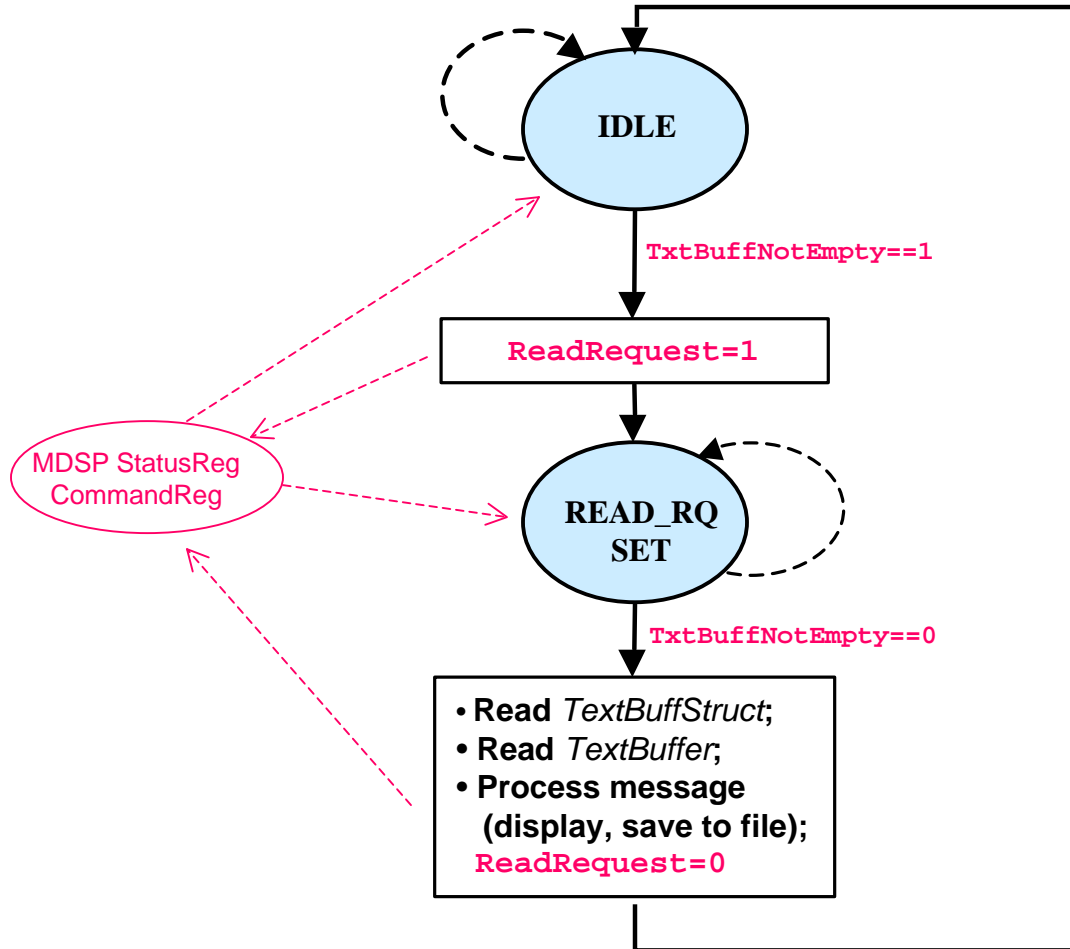 IDLE
TxtBuffNotEmpty==1
ReadRequest=1
MDSP StatusReg
CommandReg
READ_RQ
SET
TxtBuffNotEmpty==0
• Read TextBuffStruct;
• Read TextBuffer;
• Process message
(display, save to file);
ReadRequest=0